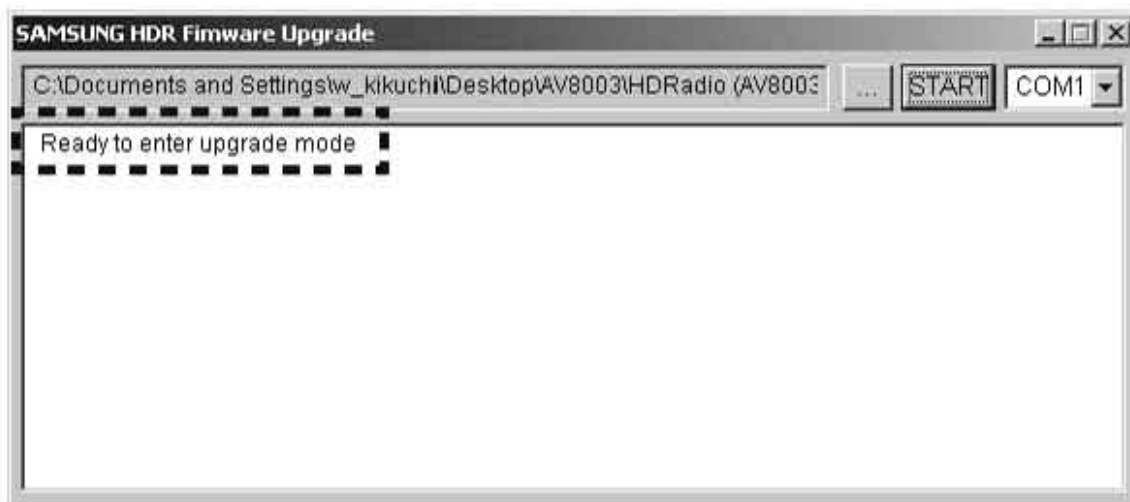 SAMSUNG HDR Fimware Upgrade
C:\Documents and Settings\w_kikuchi\Desktop\AV8003\HDRadio (AV8003
... START COM1
Ready to enter upgrade mode